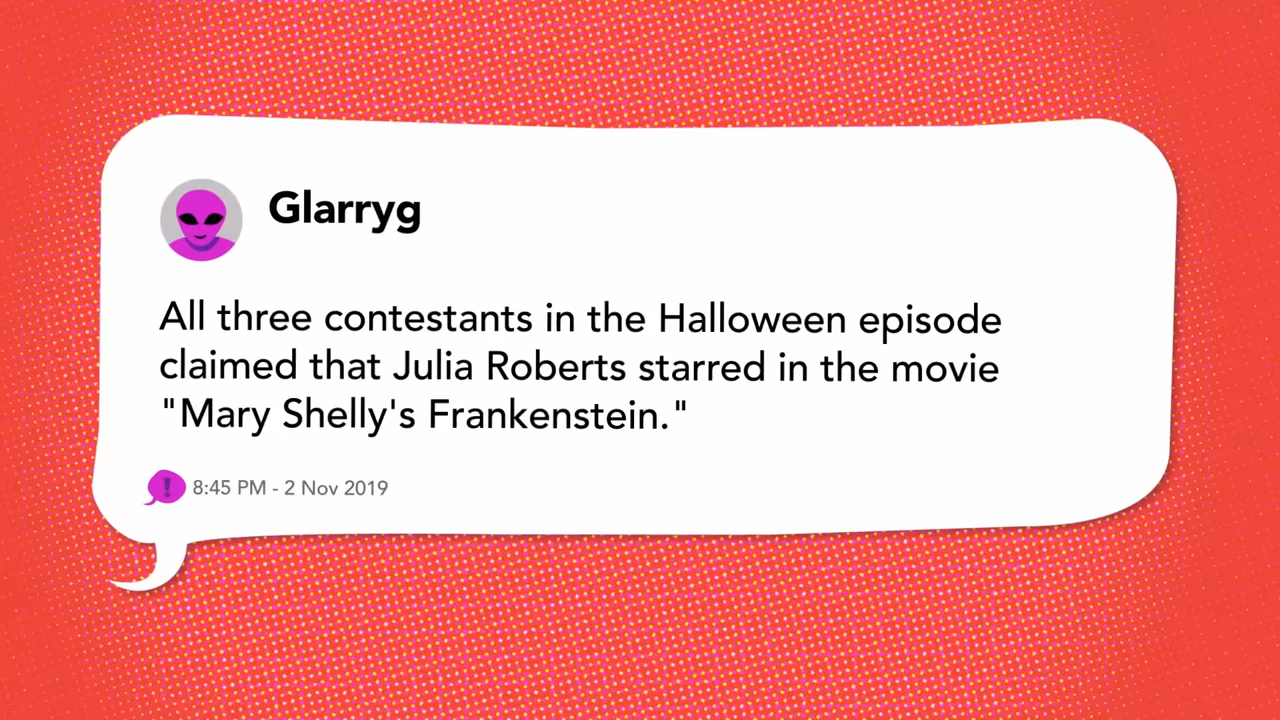 Glarryg
All three contestants in the Halloween episode
claimed that Julia Roberts starred in the movie
"Mary Shelly's Frankenstein."
! 8:45 PM - 2 Nov 2019